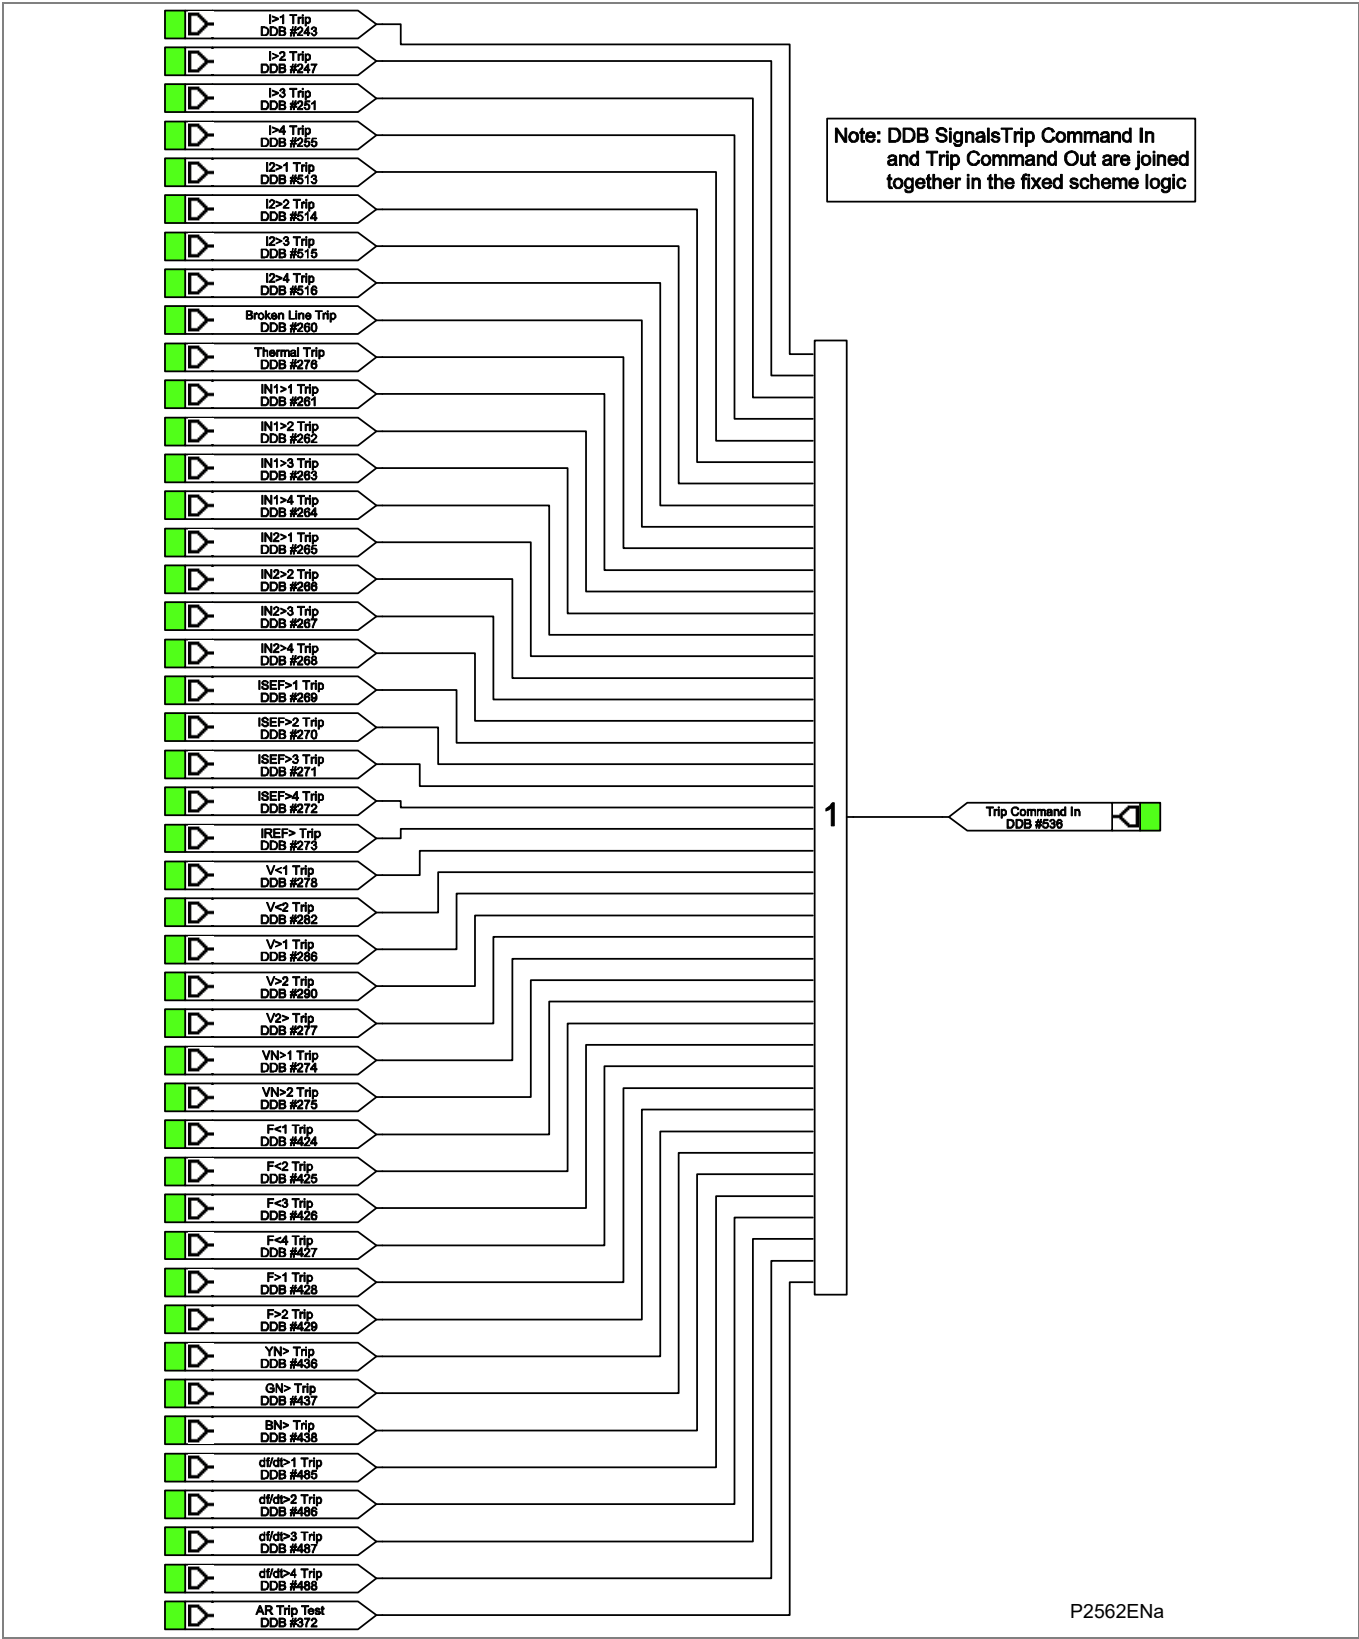 I>1 Trip
DDB #243
I>2 Trip
DDB #247
I>3 Trip
DDB #251
I>4 Trip
DDB #255
I2>1 Trip
DDB #513
I2>2 Trip
DDB #514
I2>3 Trip
DDB #515
I2>4 Trip
DDB #516
Broken Line Trip
DDB #260
Thermal Trip
DDB #276
IN1>1 Trip
DDB #261
IN1>2 Trip
DDB #262
IN1>3 Trip
DDB #263
IN1>4 Trip
DDB #264
IN2>1 Trip
DDB #265
IN2>2 Trip
DDB #266
IN2>3 Trip
DDB #267
IN2>4 Trip
DDB #268
ISEF>1 Trip
DDB #269
ISEF>2 Trip
DDB #270
ISEF>3 Trip
DDB #271
ISEF>4 Trip
DDB #272
IREF> Trip
DDB #273
V<1 Trip
DDB #278
V<2 Trip
DDB #282
V>1 Trip
DDB #286
V>2 Trip
DDB #290
V2> Trip
DDB #277
VN>1 Trip
DDB #274
VN>2 Trip
DDB #275
F<1 Trip
DDB #424
F<2 Trip
DDB #425
F<3 Trip
DDB #426
F<4 Trip
DDB #427
F>1 Trip
DDB #428
F>2 Trip
DDB #429
YN> Trip
DDB #436
GN> Trip
DDB #437
BN> Trip
DDB #438
df/dt>1 Trip
DDB #485
df/dt>2 Trip
DDB #486
df/dt>3 Trip
DDB #487
df/dt>4 Trip
DDB #488
AR Trip Test
DDB #372
Note: DDB SignalsTrip Command In
and Trip Command Out are joined
together in the fixed scheme logic
1
Trip Command In
DDB #536
P2562ENa